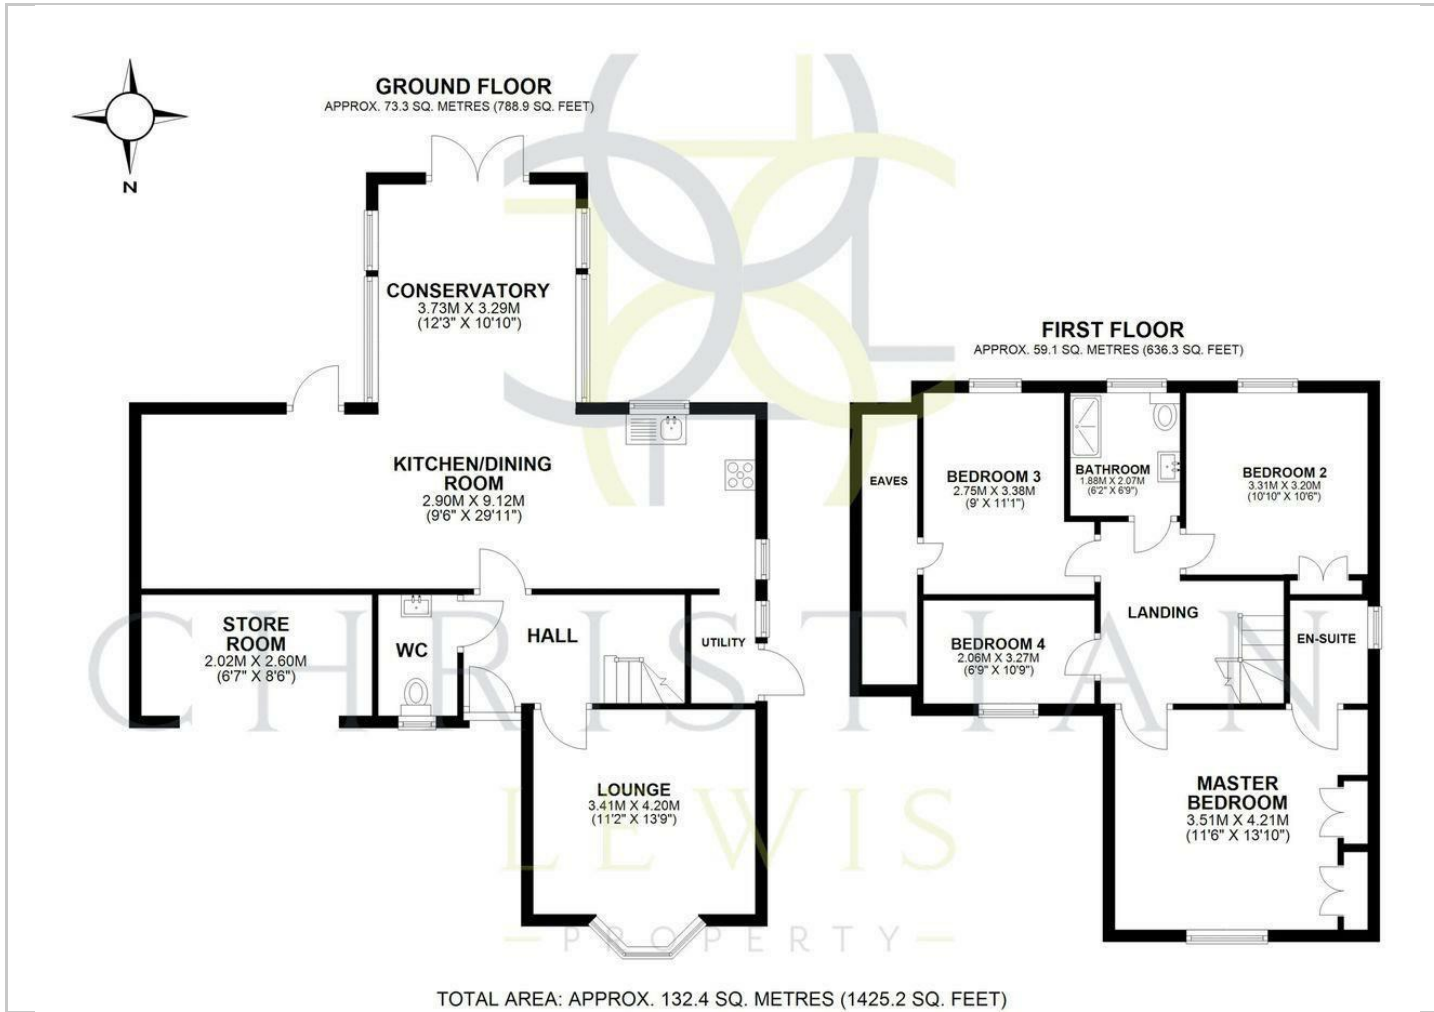 N
GROUND FLOOR
APPROX. 73.3 SQ. METRES (788.9 SQ. FEET)
CONSERVATORY
3.73M X 3.29M
(12'3" X 10'10")
KITCHEN/DINING
ROOM
2.90M X 9.12M
(9'6" X 29'11")
STORE
ROOM
2.02M X 2.60M
(6'7" X 8'6")
WC
HALL
UTILITY
LOUNGE
3.41M X 4.20M
(11'2" X 13'9")
FIRST FLOOR
APPROX. 59.1 SQ. METRES (636.3 SQ. FEET)
EAVES
BEDROOM 3
2.75M X 3.38M
(9' X 11'1")
BATHROOM
1.88M X 2.07M
(6'2" X 6'9")
BEDROOM 2
3.31M X 3.20M
(10'10" X 10'6")
BEDROOM 4
2.06M X 3.27M
(6'9" X 10'9")
LANDING
EN-SUITE
MASTER
BEDROOM
3.51M X 4.21M
(11'6" X 13'10")
CHRISTIAN
LEWIS
PROPERTY
TOTAL AREA: APPROX. 132.4 SQ. METRES (1425.2 SQ. FEET)